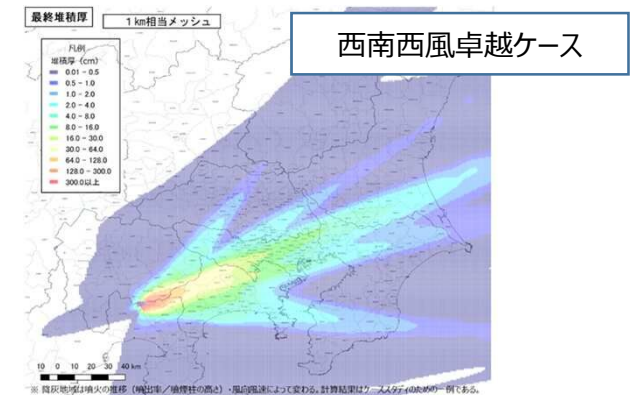 最終堆積厚
1km相当メッシュ
西南西風卓越ケース
凡例
堆積厚 (cm)
0.01 - 0.5
0.5 - 1.0
1.0 - 2.0
2.0 - 4.0
4.0 - 8.0
8.0 - 16.0
16.0 - 30.0
30.0 - 64.0
64.0 - 128.0
128.0 - 300.0
300.0以上
10 0 10 20 30 40 km
※ 降灰地域は噴火の推移(噴出率/噴煙柱の高さ)・風向風速によって変わる。計算結果はケーススタディのための一例である。